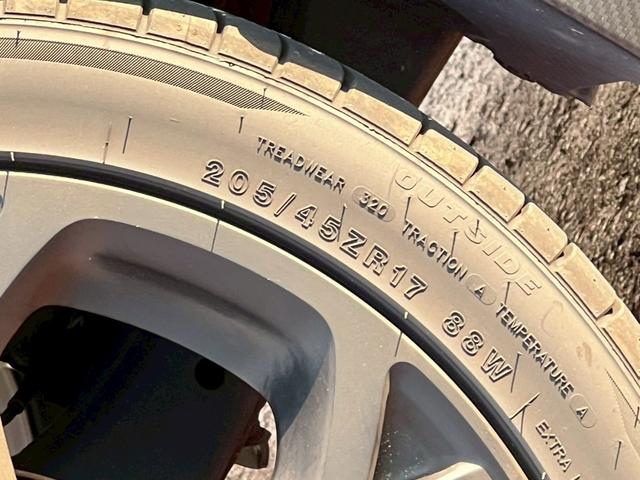 OUTSIDE
TREADWEAR 320 TRACTION A TEMPERATURE A
205/45ZR17 88W
EXTRA